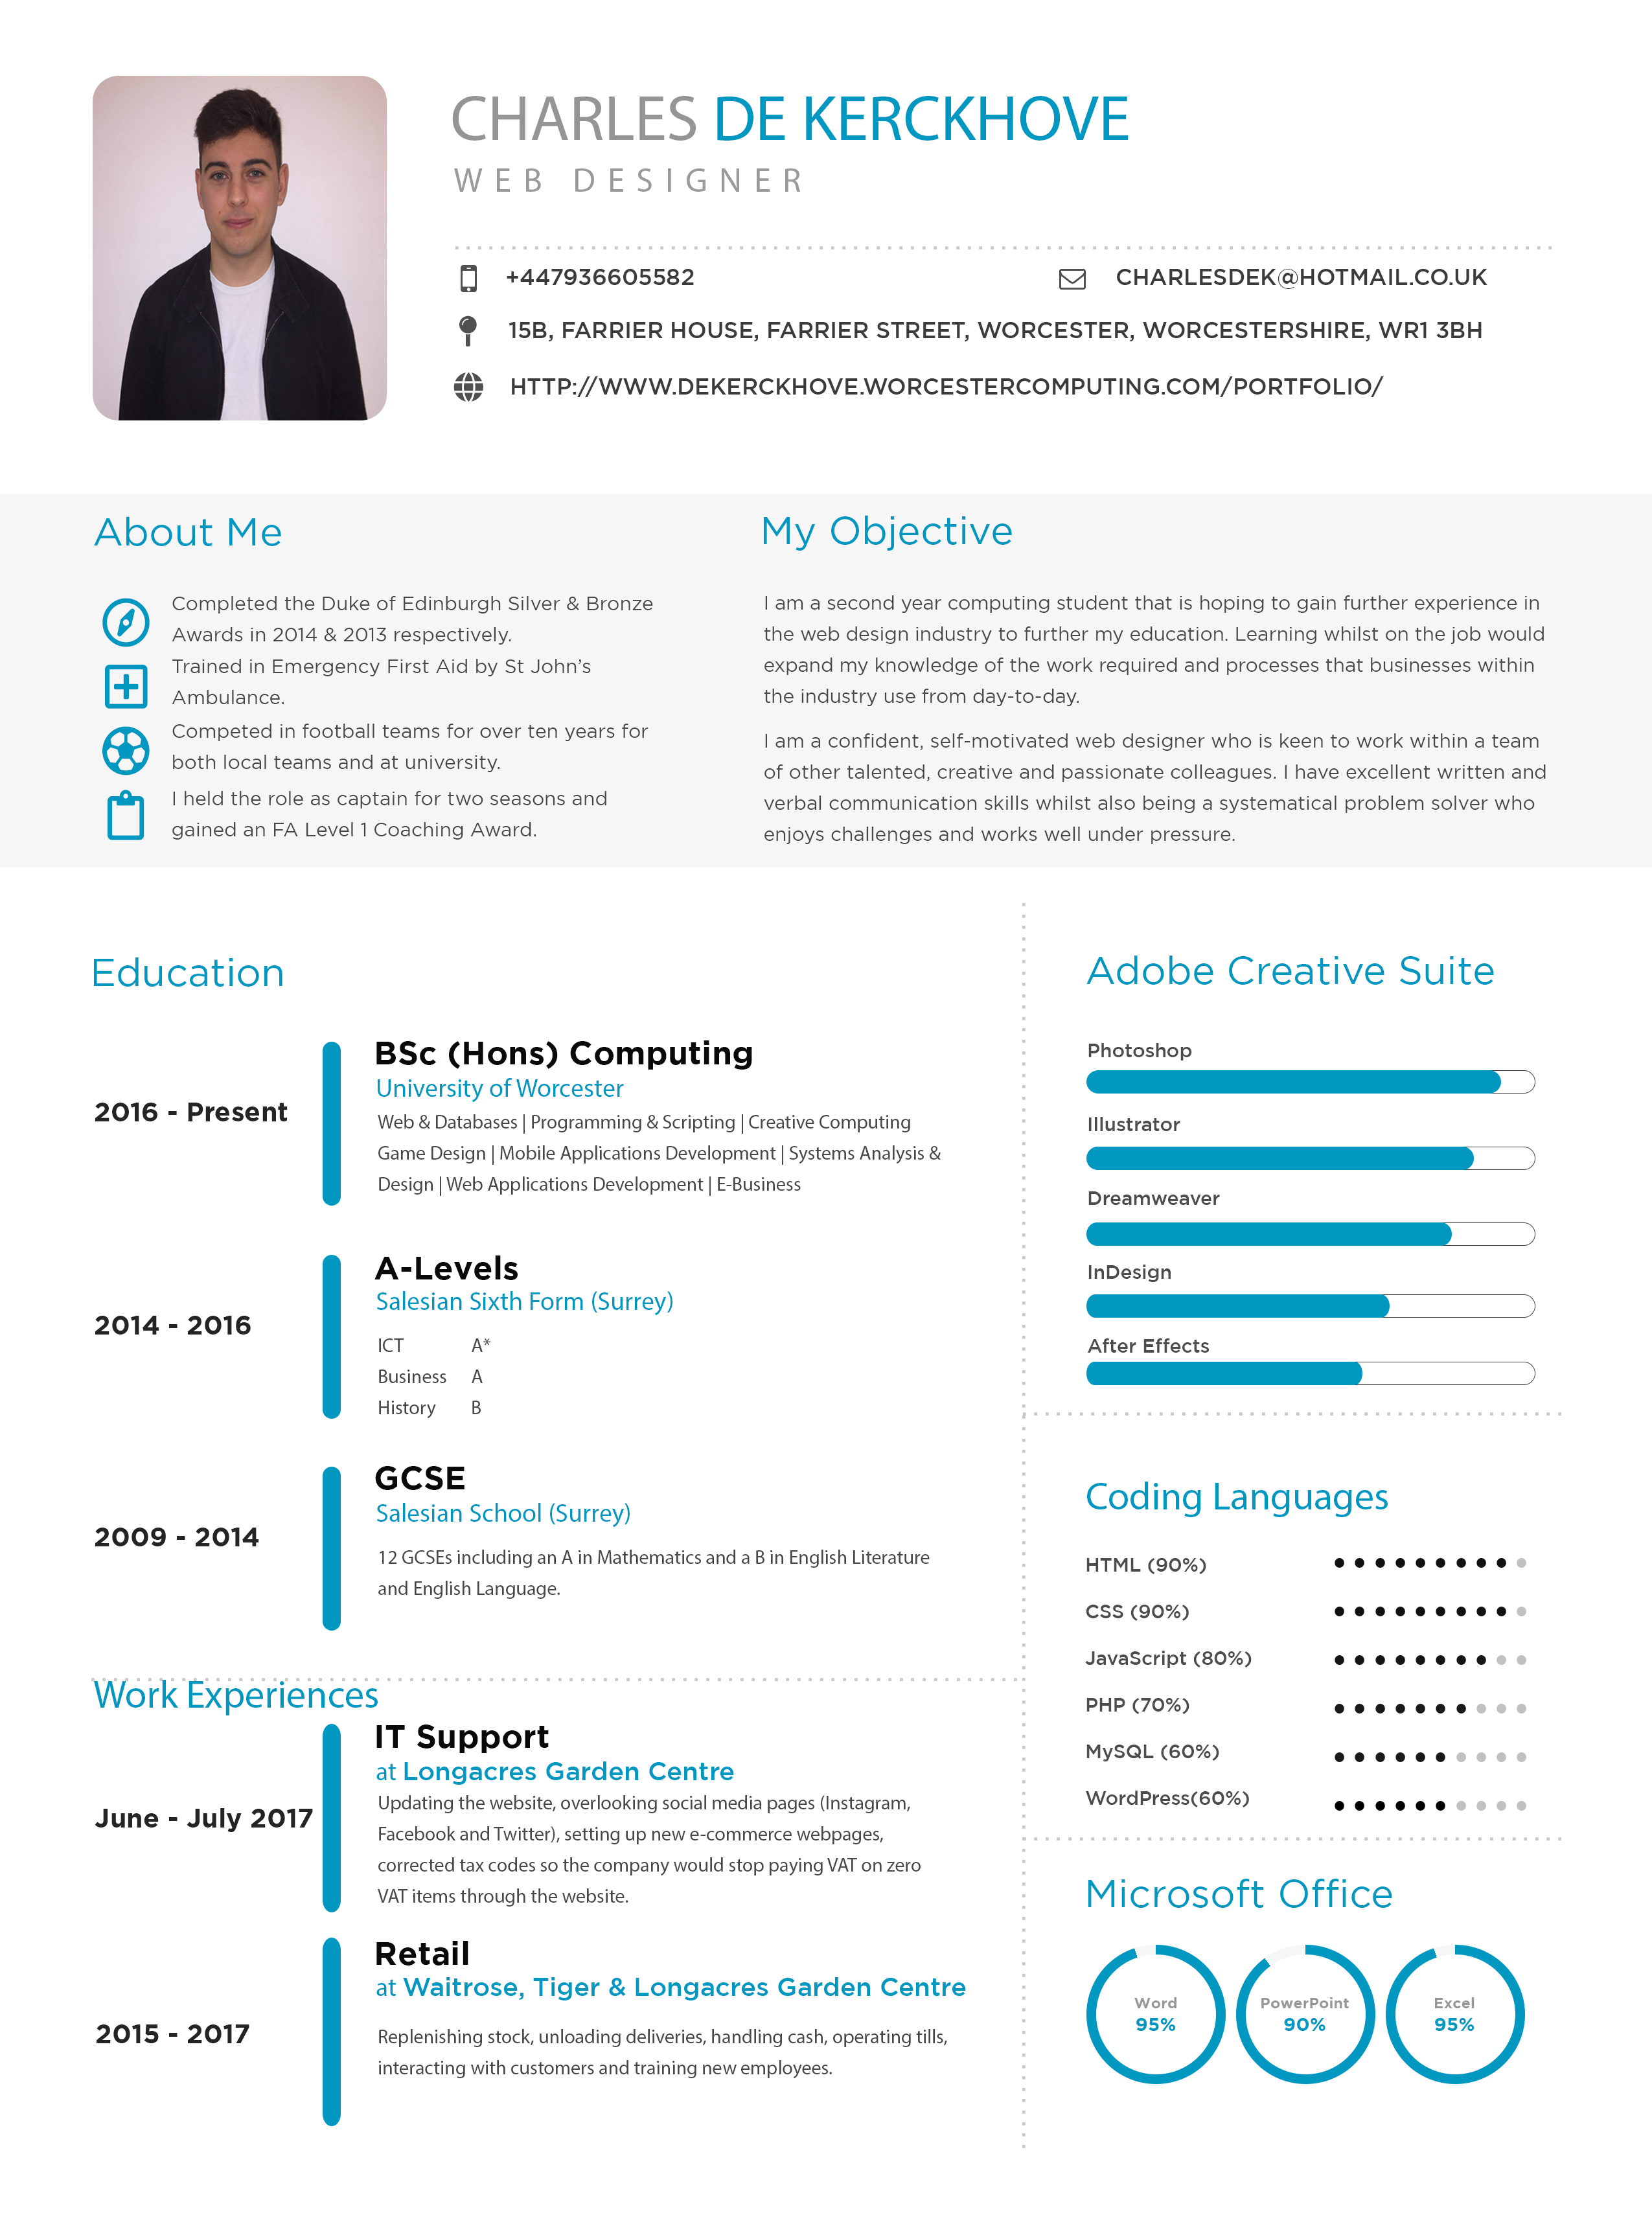 CHARLES DE KERCKHOVE
WEB DESIGNER
+447936605582
CHARLESDEK@HOTMAIL.CO.UK
15B, FARRIER HOUSE, FARRIER STREET, WORCESTER, WORCESTERSHIRE, WR1 3BH
HTTP://WWW.DEKERCKHOVE.WORCESTERCOMPUTING.COM/PORTFOLIO/
About Me
Completed the Duke of Edinburgh Silver & Bronze
Awards in 2014 & 2013 respectively.
Trained in Emergency First Aid by St John's
Ambulance.
Competed in football teams for over ten years for
both local teams and at university.
I held the role as captain for two seasons and
gained an FA Level 1 Coaching Award.
My Objective
I am a second year computing student that is hoping to gain further experience in
the web design industry to further my education. Learning whilst on the job would
expand my knowledge of the work required and processes that businesses within
the industry use from day-to-day.
I am a confident, self-motivated web designer who is keen to work within a team
of other talented, creative and passionate colleagues. I have excellent written and
verbal communication skills whilst also being a systematical problem solver who
enjoys challenges and works well under pressure.
Education
2016 - Present
BSc (Hons) Computing
University of Worcester
Web & Databases | Programming & Scripting | Creative Computing
Game Design | Mobile Applications Development | Systems Analysis &
Design | Web Applications Development | E-Business
2014 - 2016
A-Levels
Salesian Sixth Form (Surrey)
ICT A*
Business A
History B
2009 - 2014
GCSE
Salesian School (Surrey)
12 GCSEs including an A in Mathematics and a B in English Literature
and English Language.
Work Experiences
June - July 2017
IT Support
at Longacres Garden Centre
Updating the website, overlooking social media pages (Instagram,
Facebook and Twitter), setting up new e-commerce webpages,
corrected tax codes so the company would stop paying VAT on zero
VAT items through the website.
2015 - 2017
Retail
at Waitrose, Tiger & Longacres Garden Centre
Replenishing stock, unloading deliveries, handling cash, operating tills,
interacting with customers and training new employees.
Adobe Creative Suite
Photoshop
Illustrator
Dreamweaver
InDesign
After Effects
Coding Languages
HTML (90%)
CSS (90%)
JavaScript (80%)
PHP (70%)
MySQL (60%)
WordPress(60%)
Microsoft Office
Word
95%
PowerPoint
90%
Excel
95%